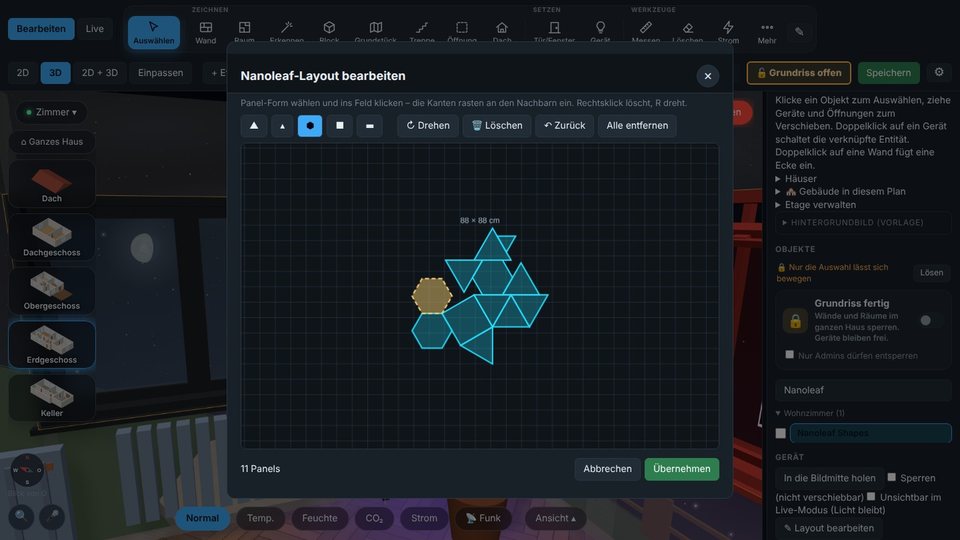 ZEICHNEN
SETZEN
WERKZEUGE
Bearbeiten
Live
Auswählen
Wand
Raum
Erkennen
Block
Grundstück
Treppe
Öffnung
Dach
Tür/Fenster
Gerät
Messen
Löschen
Strom
Mehr
2D
3D
2D + 3D
Einpassen
Grundriss offen
Speichern
Zimmer ▾
Ganzes Haus
Dach
Dachgeschoss
Obergeschoss
Erdgeschoss
Keller
Nanoleaf-Layout bearbeiten
Panel-Form wählen und ins Feld klicken – die Kanten rasten an den Nachbarn ein. Rechtsklick löscht, R dreht.
Drehen
Löschen
Zurück
Alle entfernen
88 × 88 cm
11 Panels
Abbrechen
Übernehmen
Normal
Temp.
Feuchte
CO₂
Strom
Funk
Ansicht ▴
Klicke ein Objekt zum Auswählen, ziehe
Geräte und Öffnungen zum
Verschieben. Doppelklick auf ein Gerät
schaltet die verknüpfte Entität.
Doppelklick auf eine Wand fügt eine
Ecke ein.
Häuser
Gebäude in diesem Plan
Etage verwalten
HINTERGRUNDBILD (VORLAGE)
OBJEKTE
Nur die Auswahl lässt sich
bewegen
Lösen
Grundriss fertig
Wände und Räume im
ganzen Haus sperren.
Geräte bleiben frei.
Nur Admins dürfen entsperren
Nanoleaf
Wohnzimmer (1)
Nanoleaf Shapes
GERÄT
In die Bildmitte holen
Sperren
(nicht verschiebbar)
Unsichtbar im
Live-Modus (Licht bleibt)
Layout bearbeiten